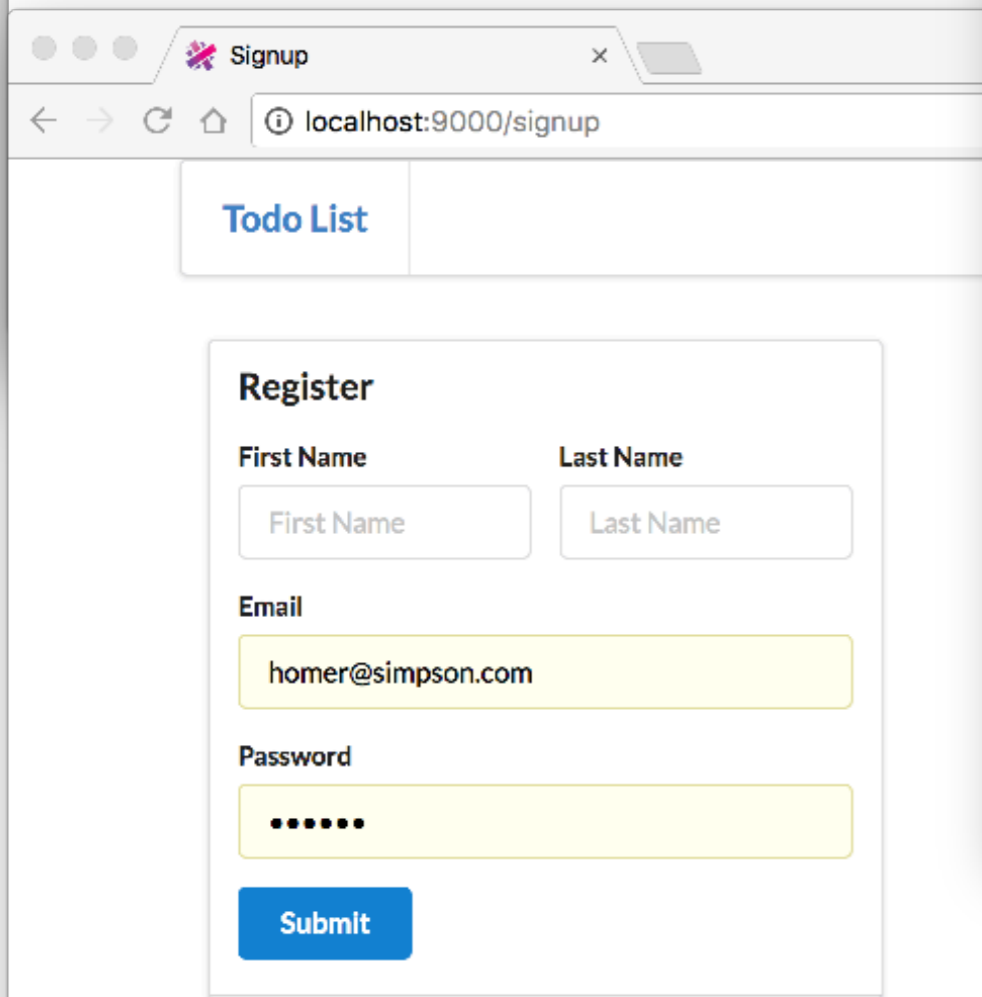 Signup
localhost:9000/signup
Todo List
Register
First Name Last Name
First Name Last Name
Email
homer@simpson.com
Password
••••••
Submit